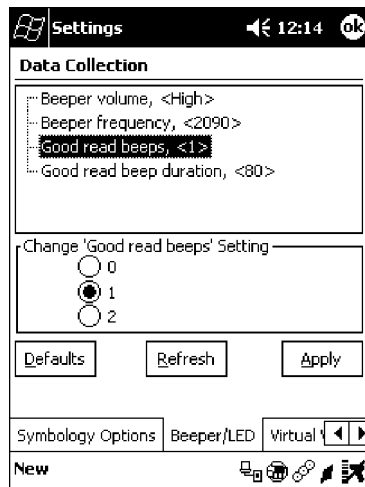 Settings 12:14 ok
Data Collection
Beeper volume, <High>
Beeper frequency, <2090>
Good read beeps, <1>
Good read beep duration, <80>
Change 'Good read beeps' Setting
0
1
2
Defaults Refresh Apply
Symbology Options Beeper/LED Virtual
New